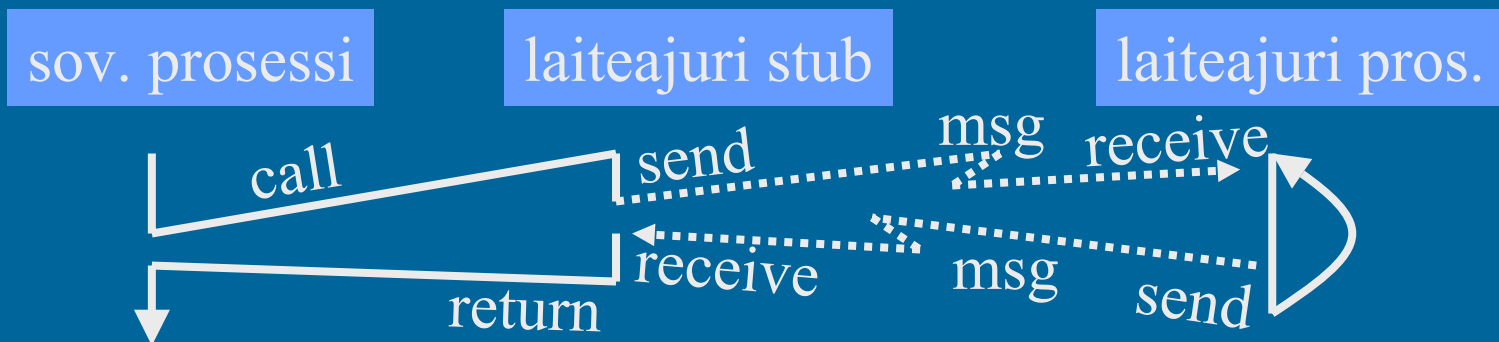 sov. prosessi
laiteajuri stub
laiteajuri pros.
call
send
msg
receive
return
receive
msg
send